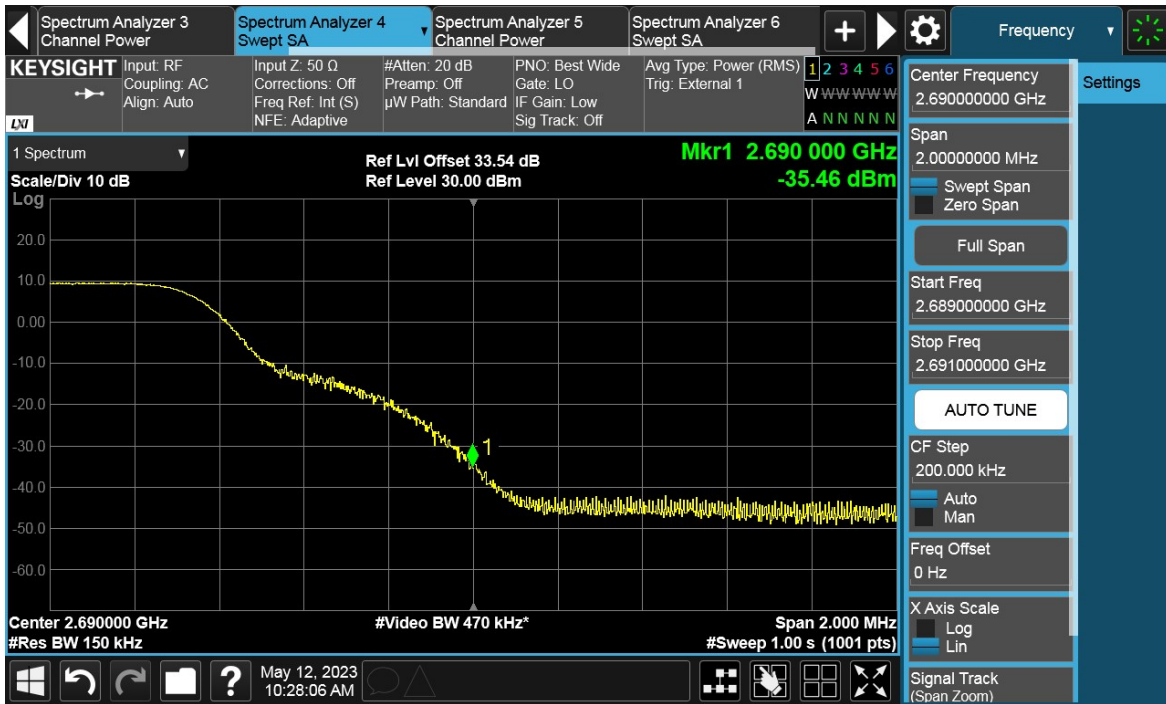 Spectrum Analyzer 3
Channel Power
Spectrum Analyzer 4
Swept SA
Spectrum Analyzer 5
Channel Power
Spectrum Analyzer 6
Swept SA
+
Frequency
KEYSIGHT
LXI
Input: RF
Coupling: AC
Align: Auto
Input Z: 50 Ω
Corrections: Off
Freq Ref: Int (S)
NFE: Adaptive
#Atten: 20 dB
Preamp: Off
µW Path: Standard
PNO: Best Wide
Gate: LO
IF Gain: Low
Sig Track: Off
Avg Type: Power (RMS)
Trig: External 1
1 2 3 4 5 6
W W W W W W
A N N N N N
1 Spectrum
Scale/Div 10 dB
Log
Ref Lvl Offset 33.54 dB
Ref Level 30.00 dBm
Mkr1 2.690 000 GHz
-35.46 dBm
20.0
10.0
0.00
-10.0
-20.0
-30.0
-40.0
-50.0
-60.0
1
Center 2.690000 GHz
#Res BW 150 kHz
#Video BW 470 kHz*
Span 2.000 MHz
#Sweep 1.00 s (1001 pts)
?
May 12, 2023
10:28:06 AM
Center Frequency
2.690000000 GHz
Span
2.00000000 MHz
Swept Span
Zero Span
Full Span
Start Freq
2.689000000 GHz
Stop Freq
2.691000000 GHz
AUTO TUNE
CF Step
200.000 kHz
Auto
Man
Freq Offset
0 Hz
X Axis Scale
Log
Lin
Signal Track
(Span Zoom)
Settings